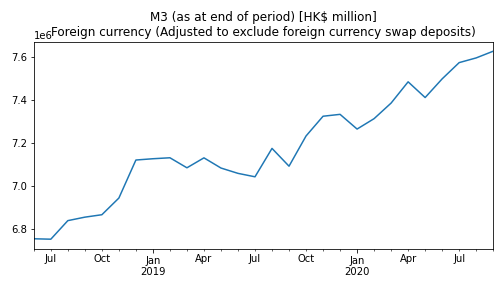 M3 (as at end of period) [HK$ million]
Foreign currency (Adjusted to exclude foreign currency swap deposits)
1e6
7.6
7.4
7.2
7.0
6.8
Jul Oct Jan Apr Jul Oct Jan Apr Jul
2019 2020